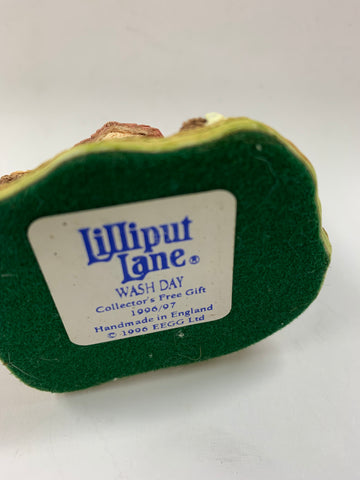 Lilliput
Lane®
WASH DAY
Collector's Free Gift
1996/97
Handmade in England
© 1996 EEGG Ltd